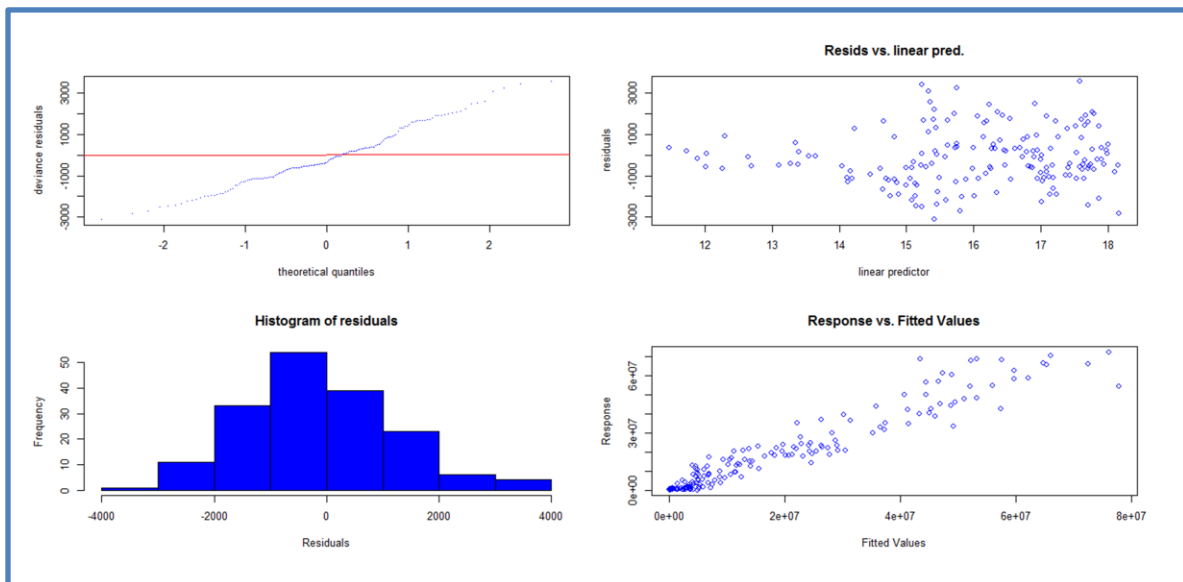 deviance residuals
-3000 -1000 1000 3000
-2 -1 0 1 2
theoretical quantiles
Resids vs. linear pred.
residuals
-3000 -1000 1000 3000
12 13 14 15 16 17 18
linear predictor
Histogram of residuals
Frequency
0 10 20 30 40 50
-4000 -2000 0 2000 4000
Residuals
Response vs. Fitted Values
Response
0e+00 3e+07 6e+07
0e+00 2e+07 4e+07 6e+07 8e+07
Fitted Values